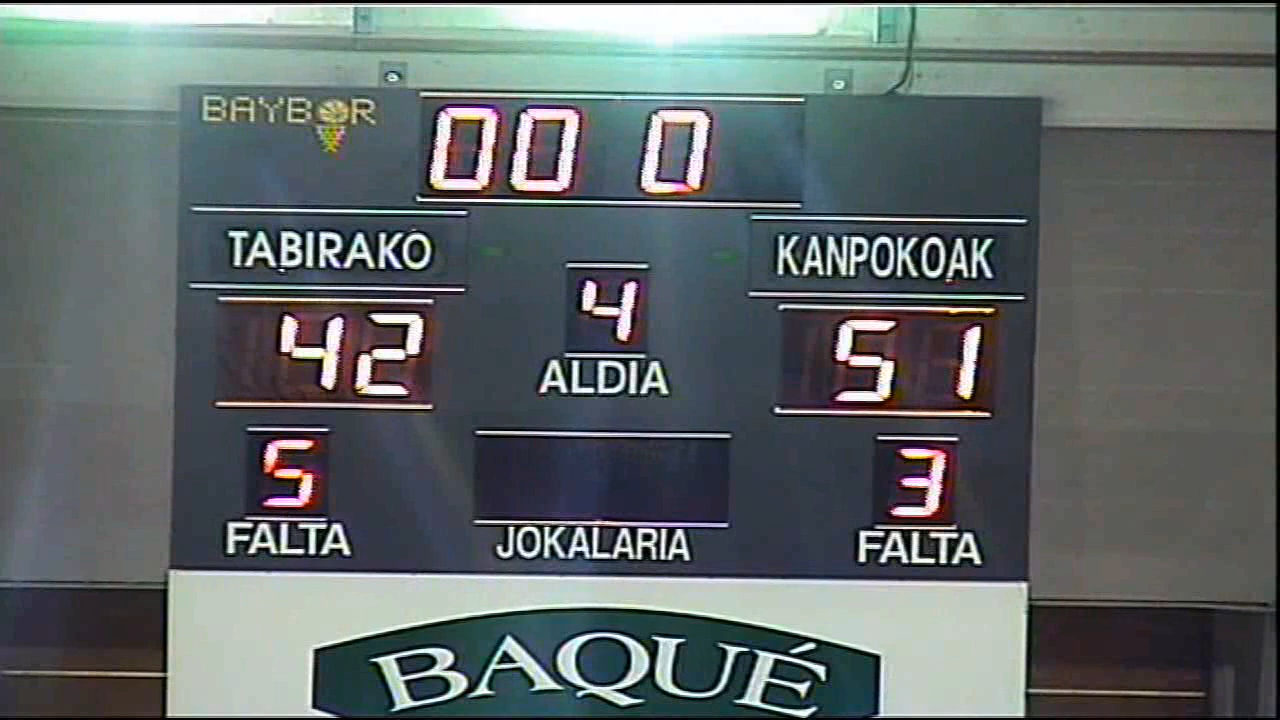 BAYBOR
00 0
TABIRAKO
KANPOKOAK
42
4
51
ALDIA
5
3
FALTA
JOKALARIA
FALTA
BAQUÉ